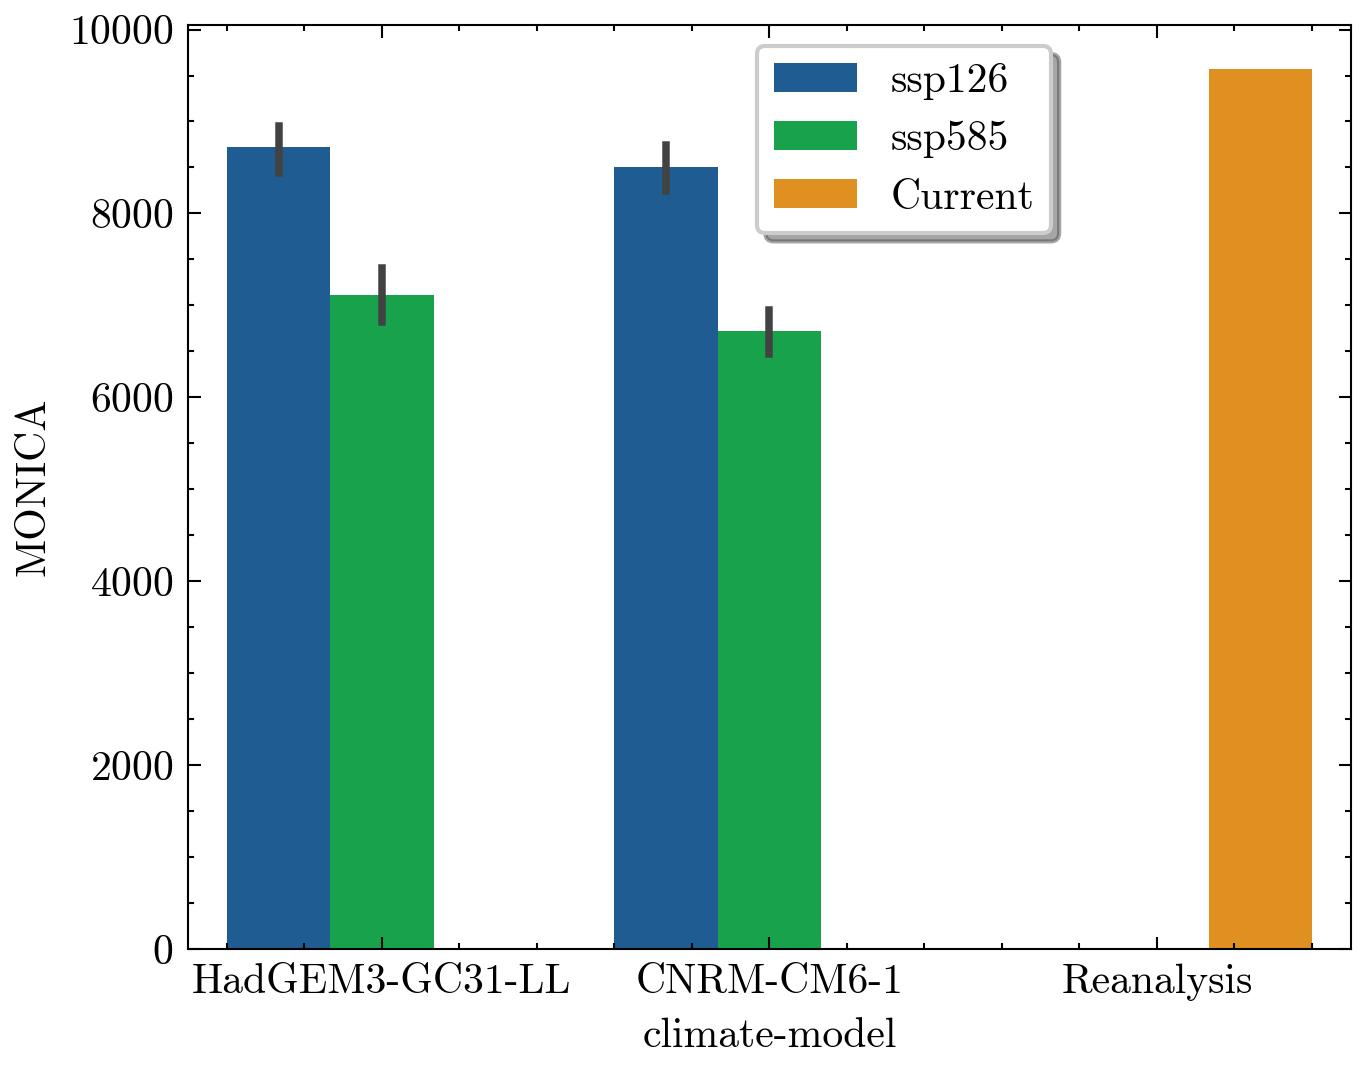 10000
8000
6000
4000
2000
0
MONICA
ssp126
ssp585
Current
HadGEM3-GC31-LL
CNRM-CM6-1
Reanalysis
climate-model